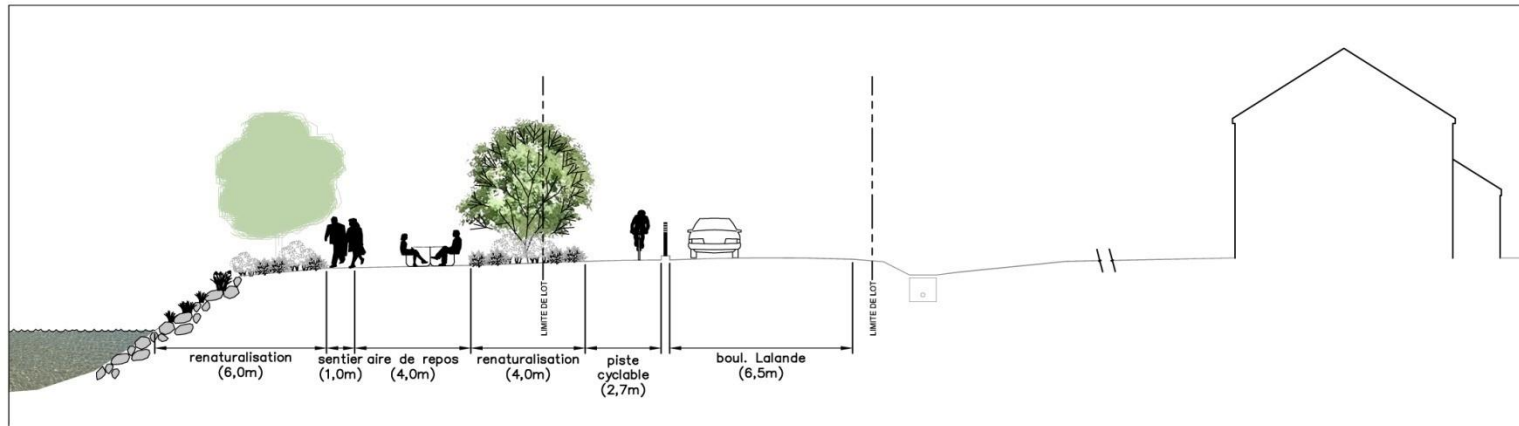 LIMITE DE LOT
LIMITE DE LOT
renaturalisation
(6,0m)
sentier
(1,0m)
aire de repos
(4,0m)
renaturalisation
(4,0m)
piste
cyclable
(2,7m)
boul. Lalande
(6,5m)